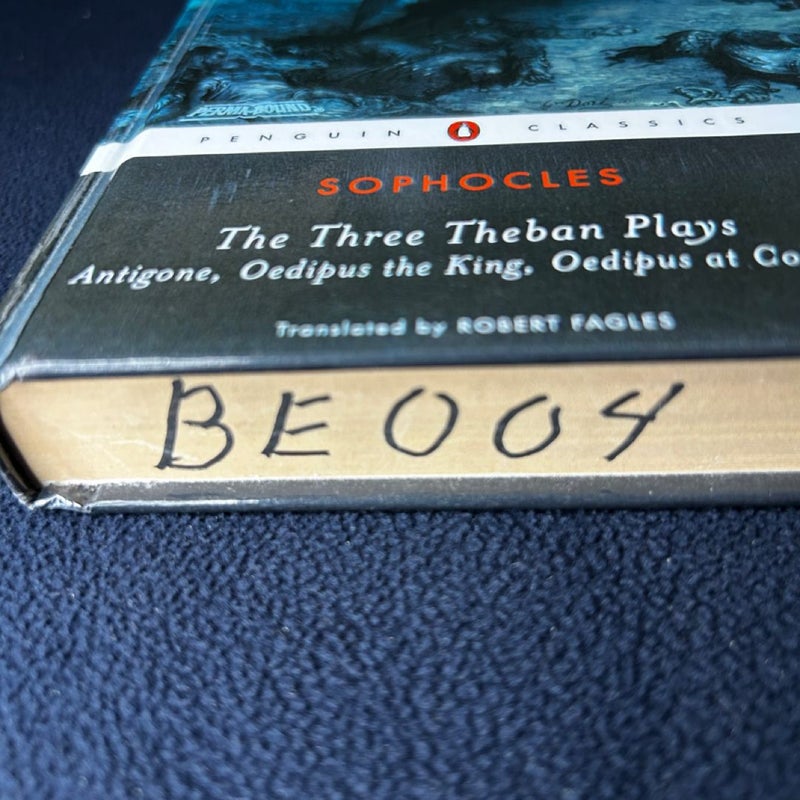 PERMA-BOUND®
PENGUIN CLASSICS
SOPHOCLES
The Three Theban Plays
Antigone, Oedipus the King, Oedipus at Co
Translated by ROBERT FAGLES
BE004